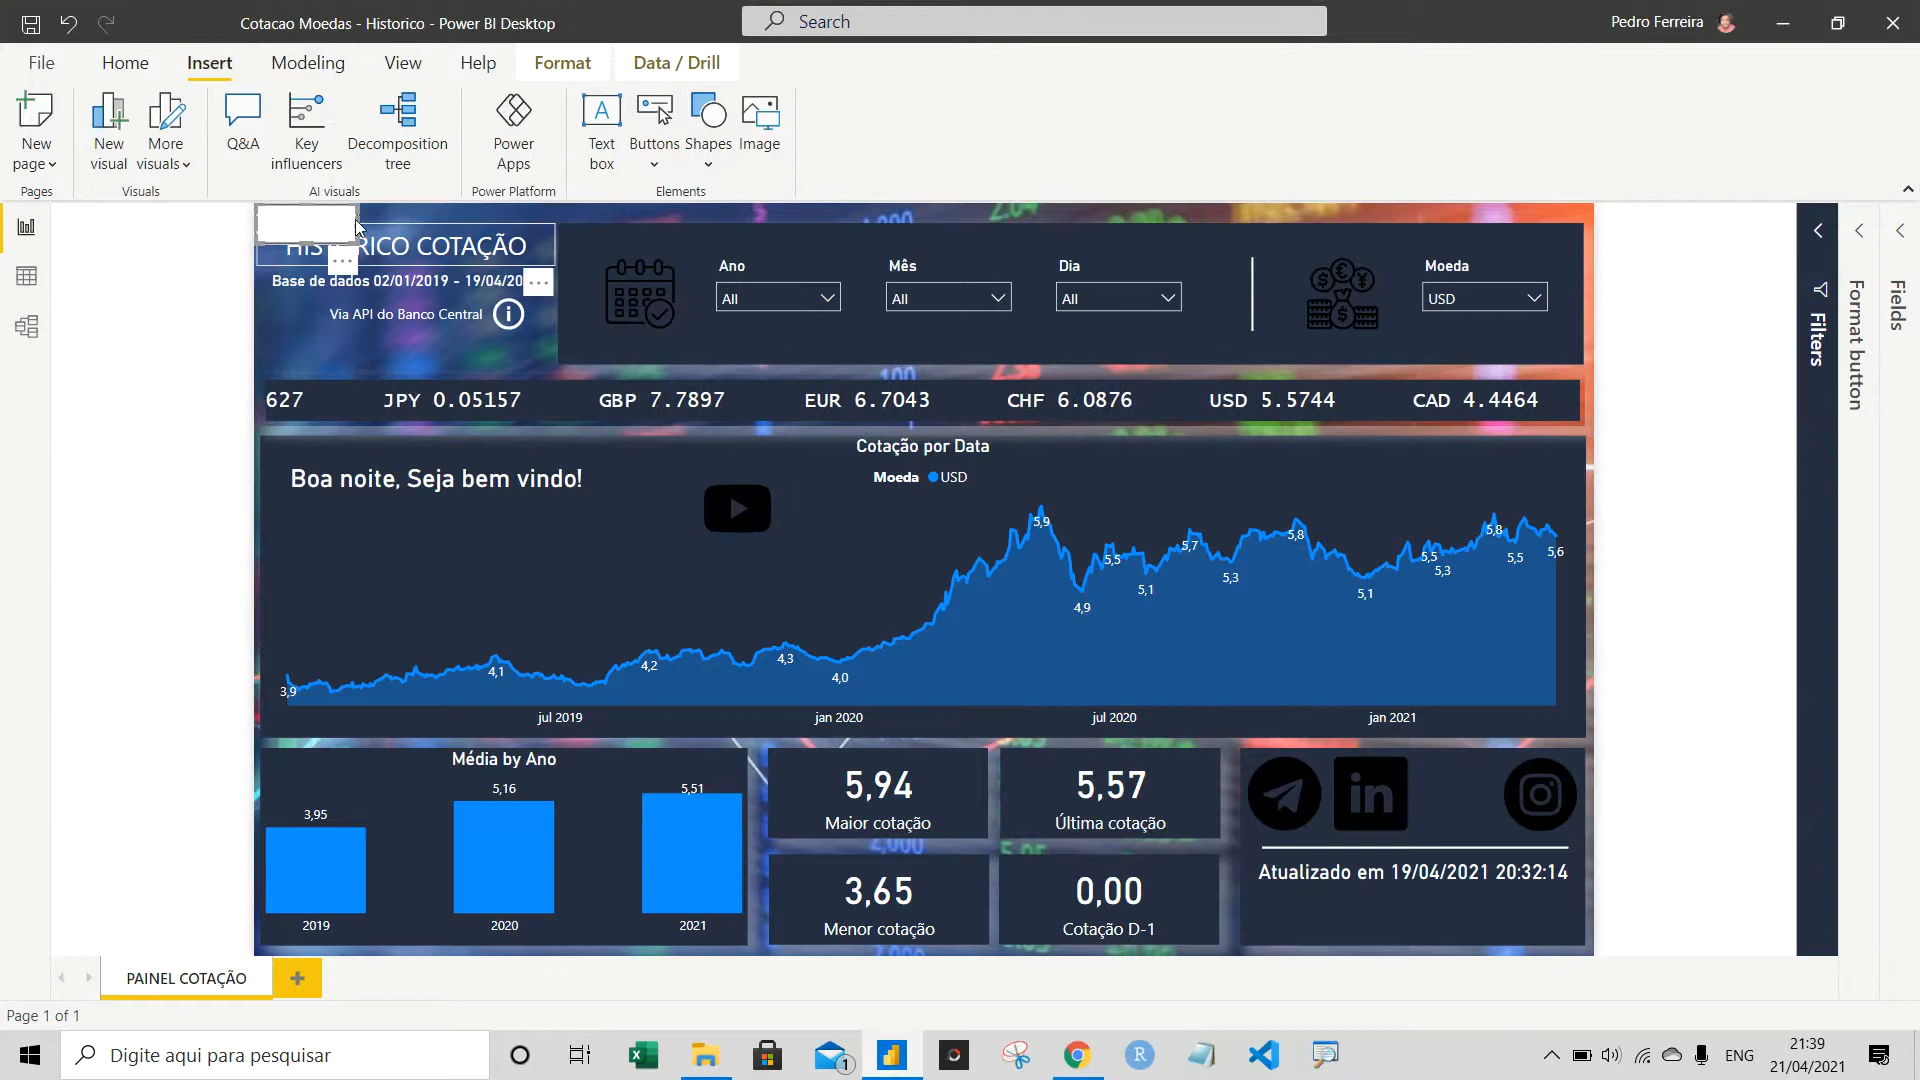 Cotacao Moedas - Historico - Power BI Desktop
Search
Pedro Ferreira
File
Home
Insert
Modeling
View
Help
Format
Data / Drill
New page
New visual
More visuals
Q&A
Key influencers
Decomposition tree
Power Apps
Text box
Buttons
Shapes
Image
Pages
Visuals
AI visuals
Power Platform
Elements
HIS RICO COTAÇÃO
Base de dados 02/01/2019 - 19/04/20
Via API do Banco Central
Ano
All
Mês
All
Dia
All
Moeda
USD
Filters
Format button
Fields
627
JPY 0.05157
GBP 7.7897
EUR 6.7043
CHF 6.0876
USD 5.5744
CAD 4.4464
Cotação por Data
Moeda USD
Boa noite, Seja bem vindo!
3,9
4,1
4,2
4,3
4,0
5,9
4,9
5,5
5,1
5,7
5,3
5,8
5,1
5,5
5,3
5,8
5,5
5,6
jul 2019
jan 2020
jul 2020
jan 2021
Média by Ano
3,95
5,16
5,51
2019
2020
2021
5,94
Maior cotação
5,57
Última cotação
3,65
Menor cotação
0,00
Cotação D-1
in
Atualizado em 19/04/2021 20:32:14
PAINEL COTAÇÃO
Page 1 of 1
Digite aqui para pesquisar
1
R
ENG
21:39
21/04/2021